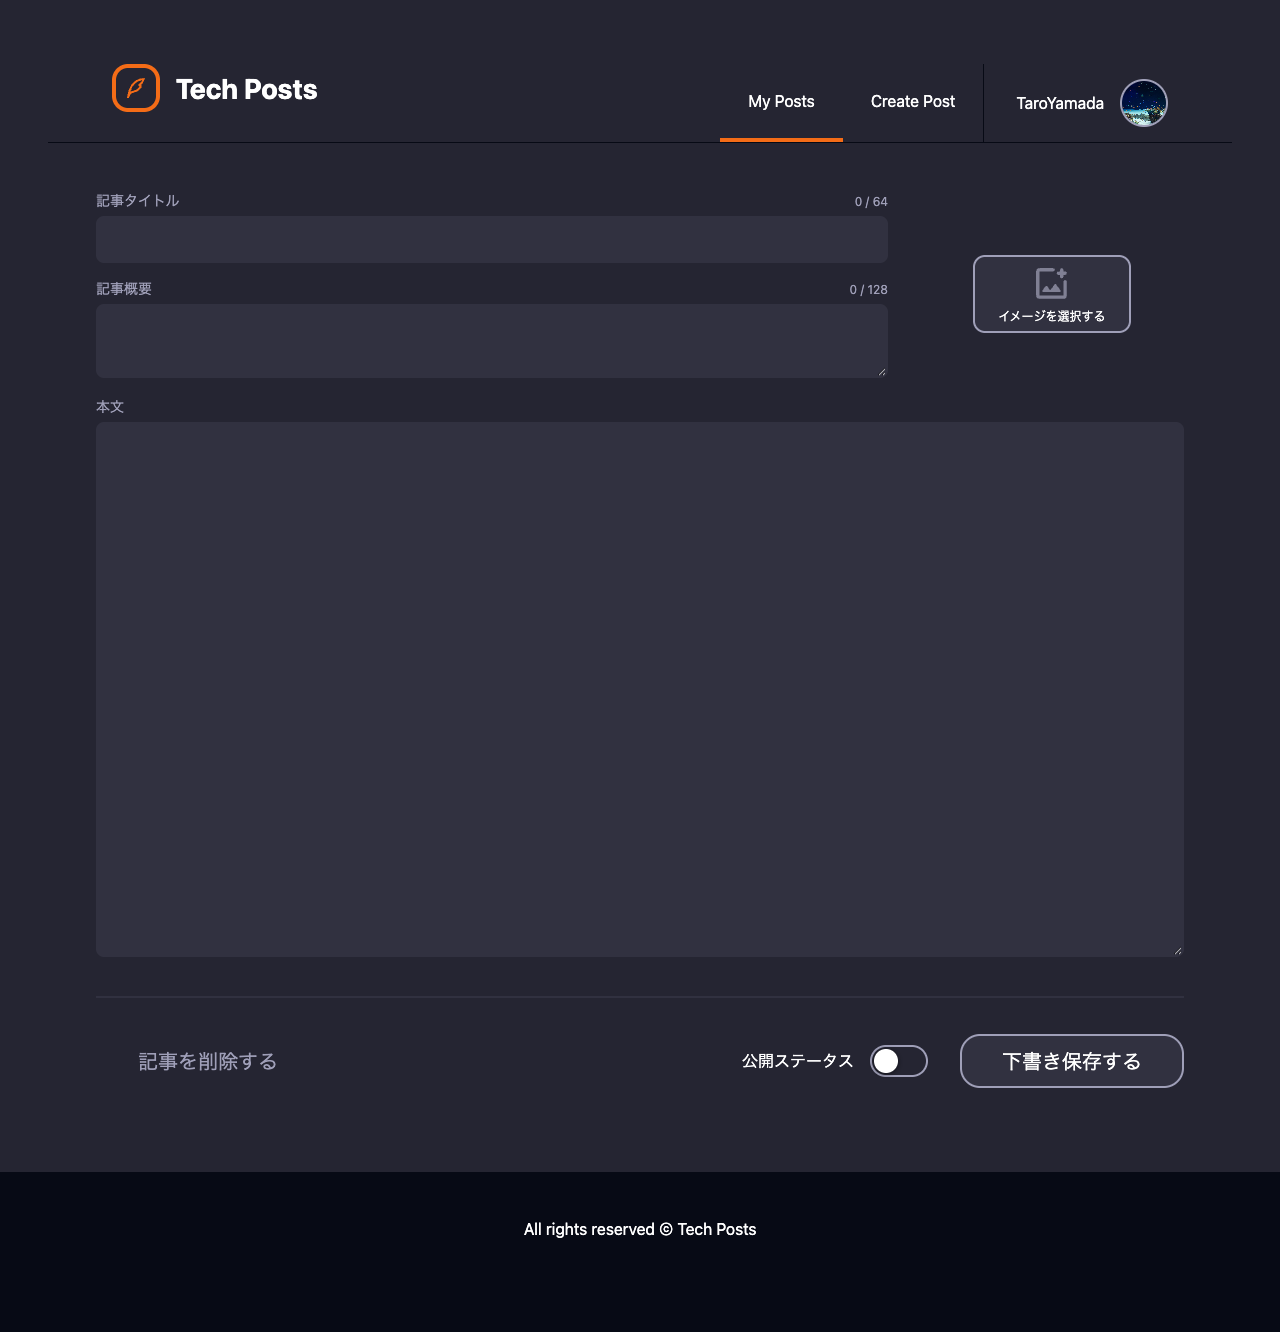 Tech Posts
My Posts
Create Post
TaroYamada
記事タイトル
0 / 64
記事概要
0 / 128
イメージを選択する
本文
記事を削除する
公開ステータス
下書き保存する
All rights reserved © Tech Posts